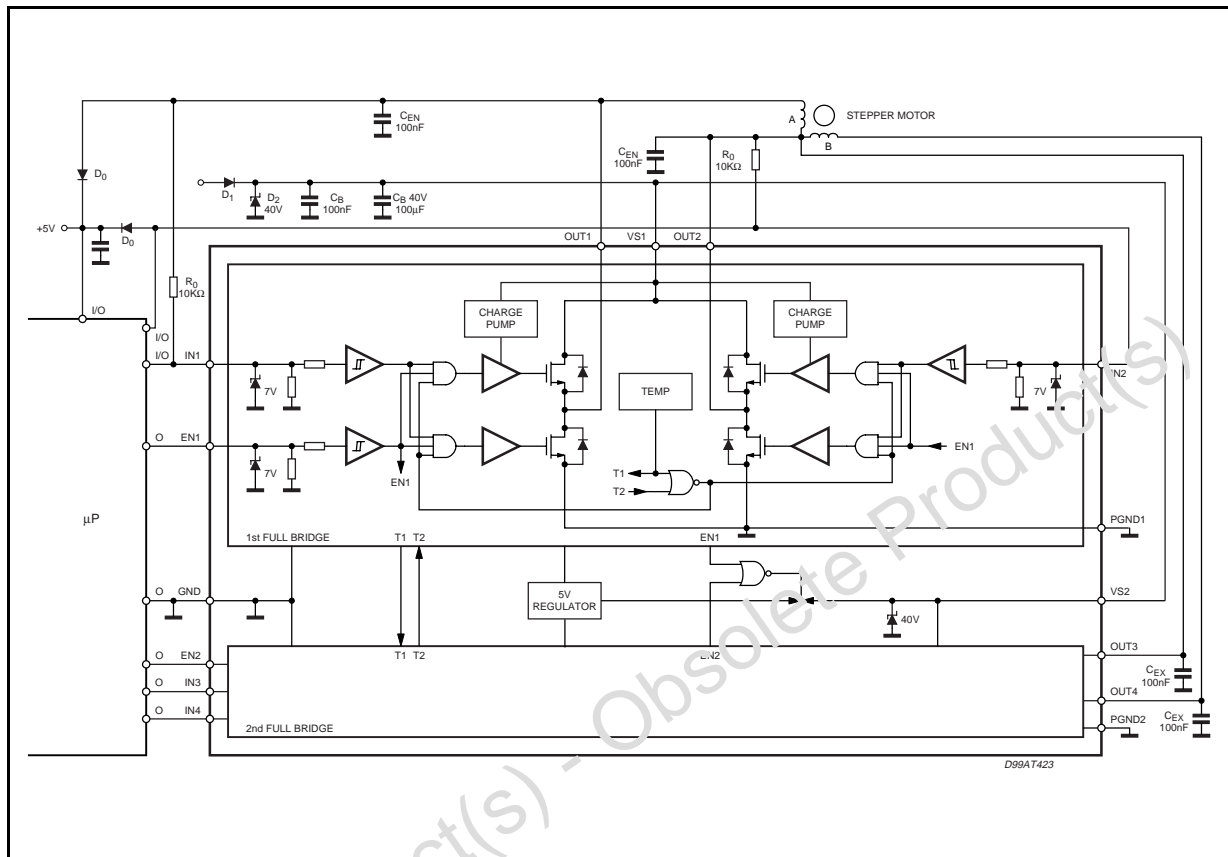 A
STEPPER MOTOR
B
CEN
100nF
CEN
100nF
R0
10KΩ
D0
D1
D2
40V
CB
100nF
CB 40V
100μF
+5V
D0
OUT1
VS1
OUT2
R0
10KΩ
I/O
I/O
I/O
IN1
CHARGE
PUMP
CHARGE
PUMP
IN2
7V
7V
TEMP
O
EN1
7V
EN1
EN1
T1
T2
μP
PGND1
1st FULL BRIDGE
T1
T2
EN1
O
GND
5V
REGULATOR
VS2
40V
T1
T2
EN2
O
EN2
O
IN3
O
IN4
2nd FULL BRIDGE
OUT3
CEX
100nF
OUT4
CEX
100nF
PGND2
D99AT423
ct(s) - Obsolete Product(s)